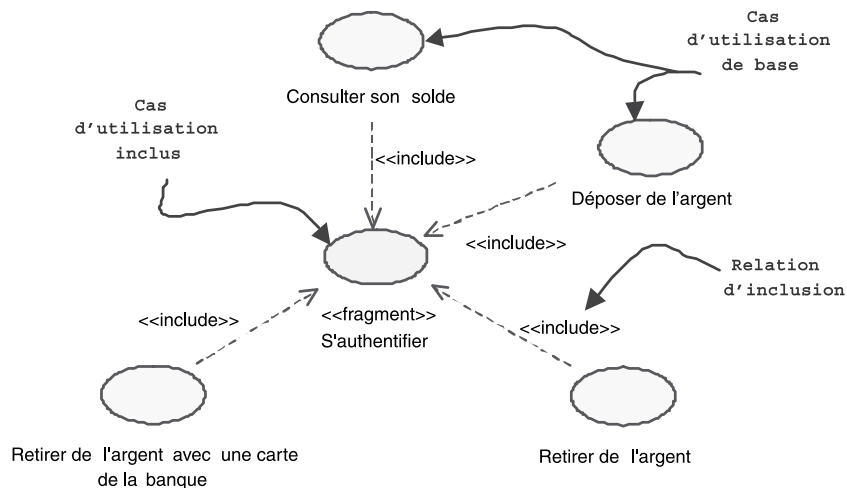 Cas
d'utilisation
de base
Consulter son solde
Cas
d'utilisation
inclus
<<include>>
Déposer de l'argent
<<include>>
Relation
d'inclusion
<<include>>
<<fragment>>
S'authentifier
<<include>>
Retirer de l'argent avec une carte
de la banque
Retirer de l'argent